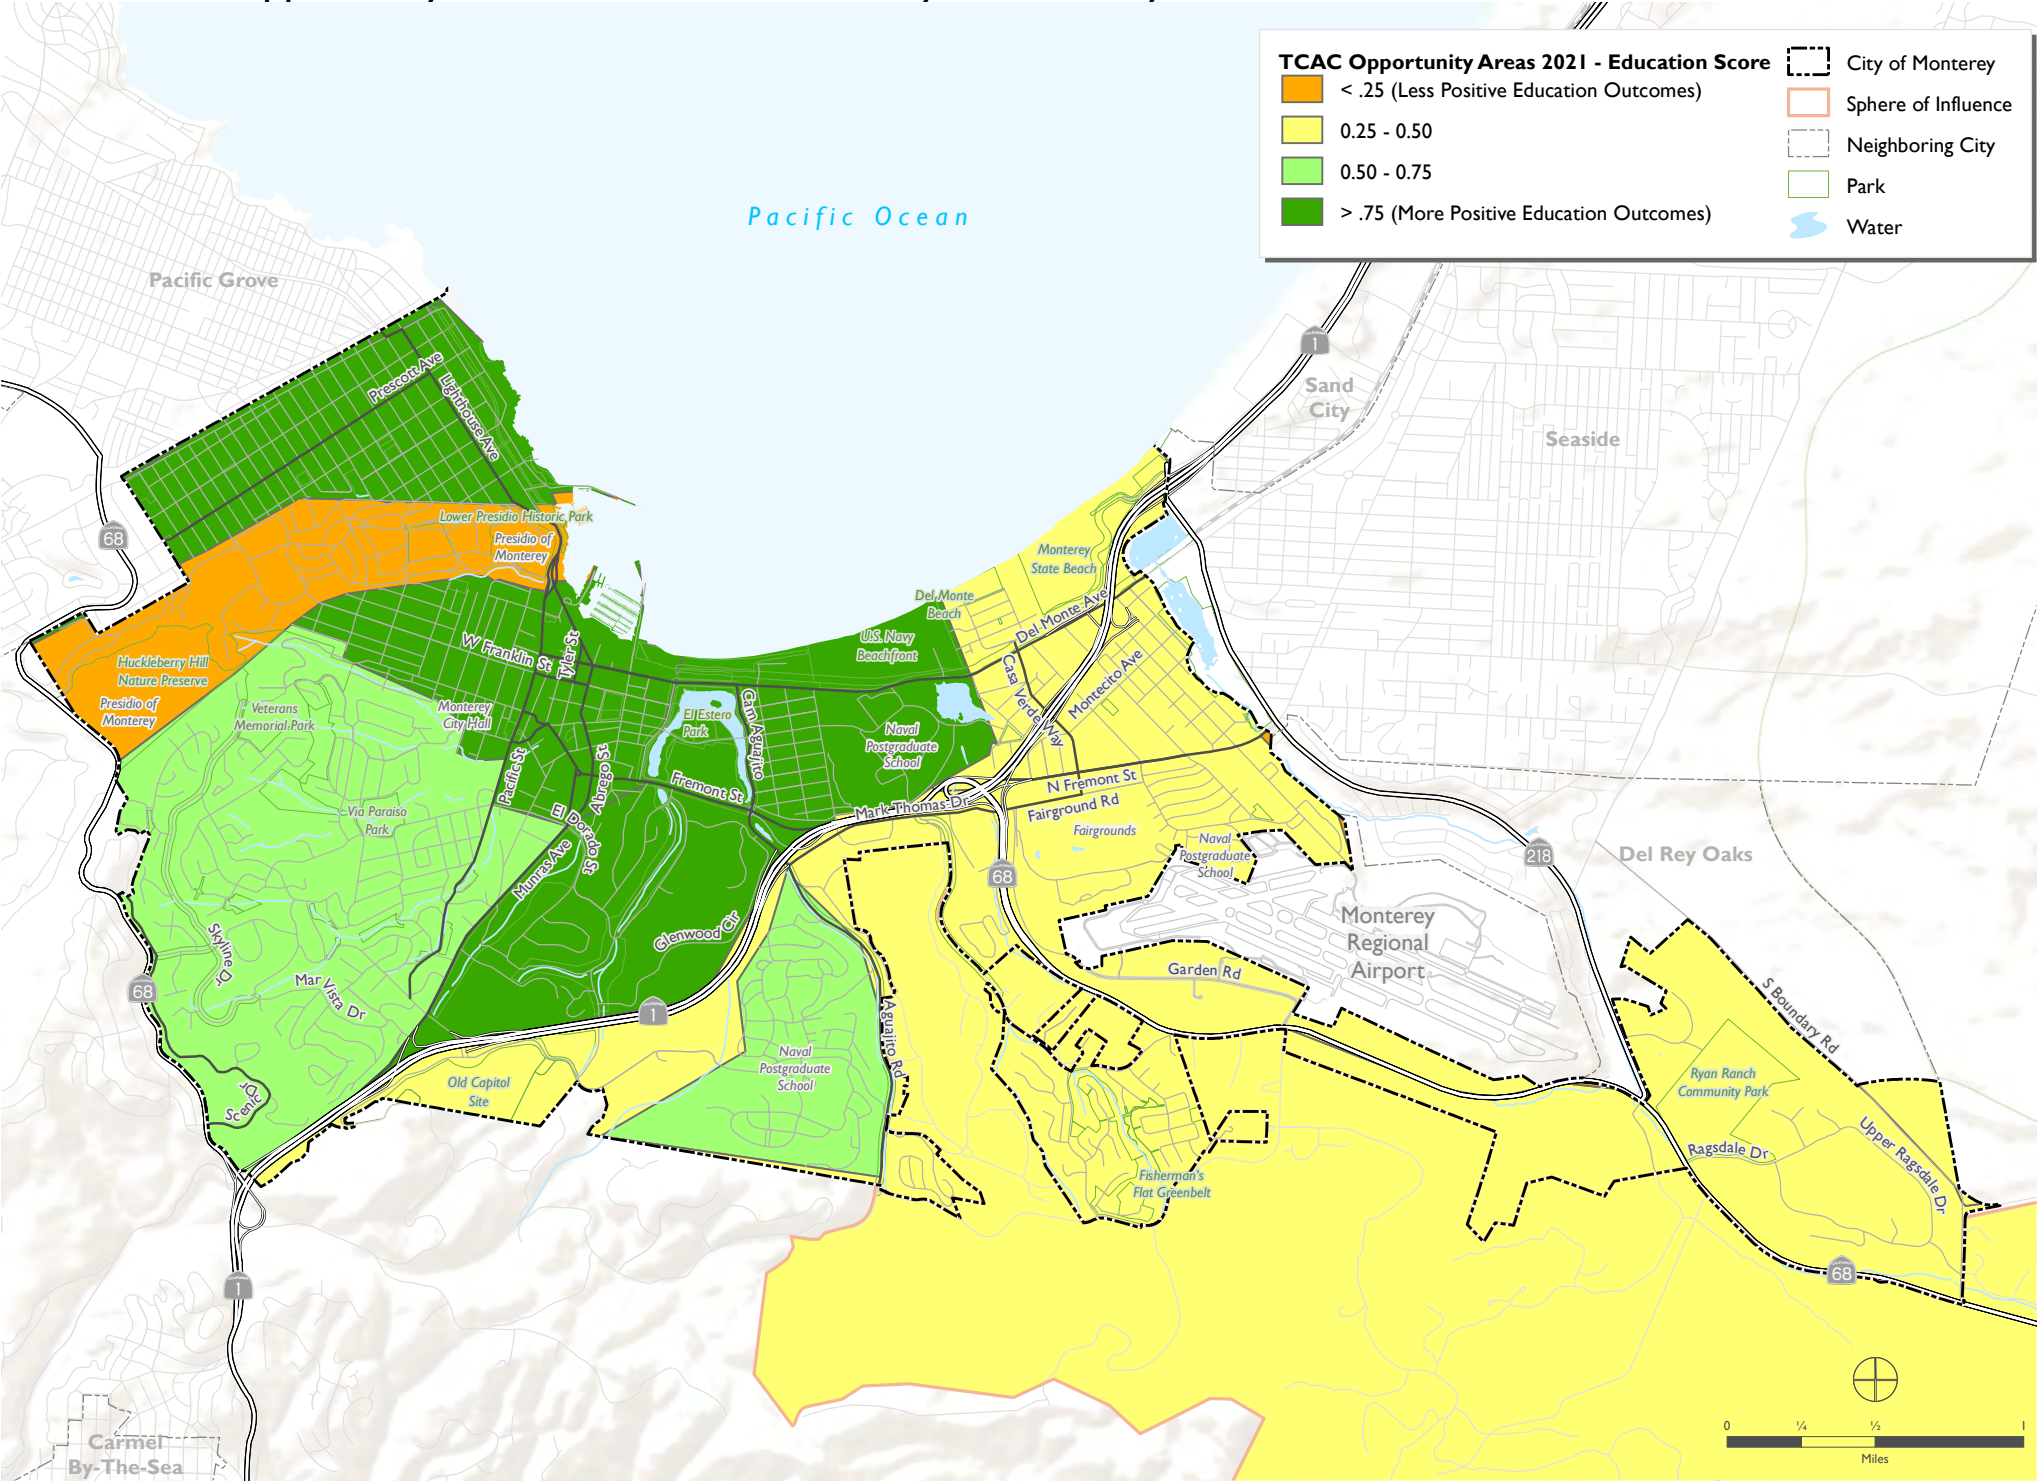 TCAC Opportunity Areas 2021 - Education Score
< .25 (Less Positive Education Outcomes)
0.25 - 0.50
0.50 - 0.75
> .75 (More Positive Education Outcomes)
City of Monterey
Sphere of Influence
Neighboring City
Park
Water
Pacific Ocean
Pacific Grove
Prescott Ave
Lighthouse Ave
1
Sand
City
Seaside
68
Lower Presidio Historic Park
Presidio of
Monterey
Monterey
State Beach
Del Monte
Beach
Del Monte Ave
U.S. Navy
Beachfront
W Franklin St
Tyler St
Huckleberry Hill
Nature Preserve
Presidio of
Monterey
Veterans
Memorial Park
Monterey
City Hall
El Estero
Park
Cam Aguajito
Naval
Postgraduate
School
Casa Verde Way
Montecito Ave
Pacific St
Abrego St
Fremont St
N Fremont St
Mark Thomas Dr
Fairground Rd
Fairgrounds
Via Paraiso
Park
El Dorado St
Munras Ave
Naval
Postgraduate
School
68
218
Del Rey Oaks
Monterey
Regional
Airport
Glenwood Cir
Skyline Dr
Mar Vista Dr
68
1
Garden Rd
S Boundary Rd
Aguajito Rd
Naval
Postgraduate
School
Old Capitol
Site
Scenic Dr
Ryan Ranch
Community Park
Ragsdale Dr
Upper Ragsdale Dr
Fisherman's
Flat Greenbelt
1
68
Carmel
By-The-Sea
0 ¼ ½ 1
Miles